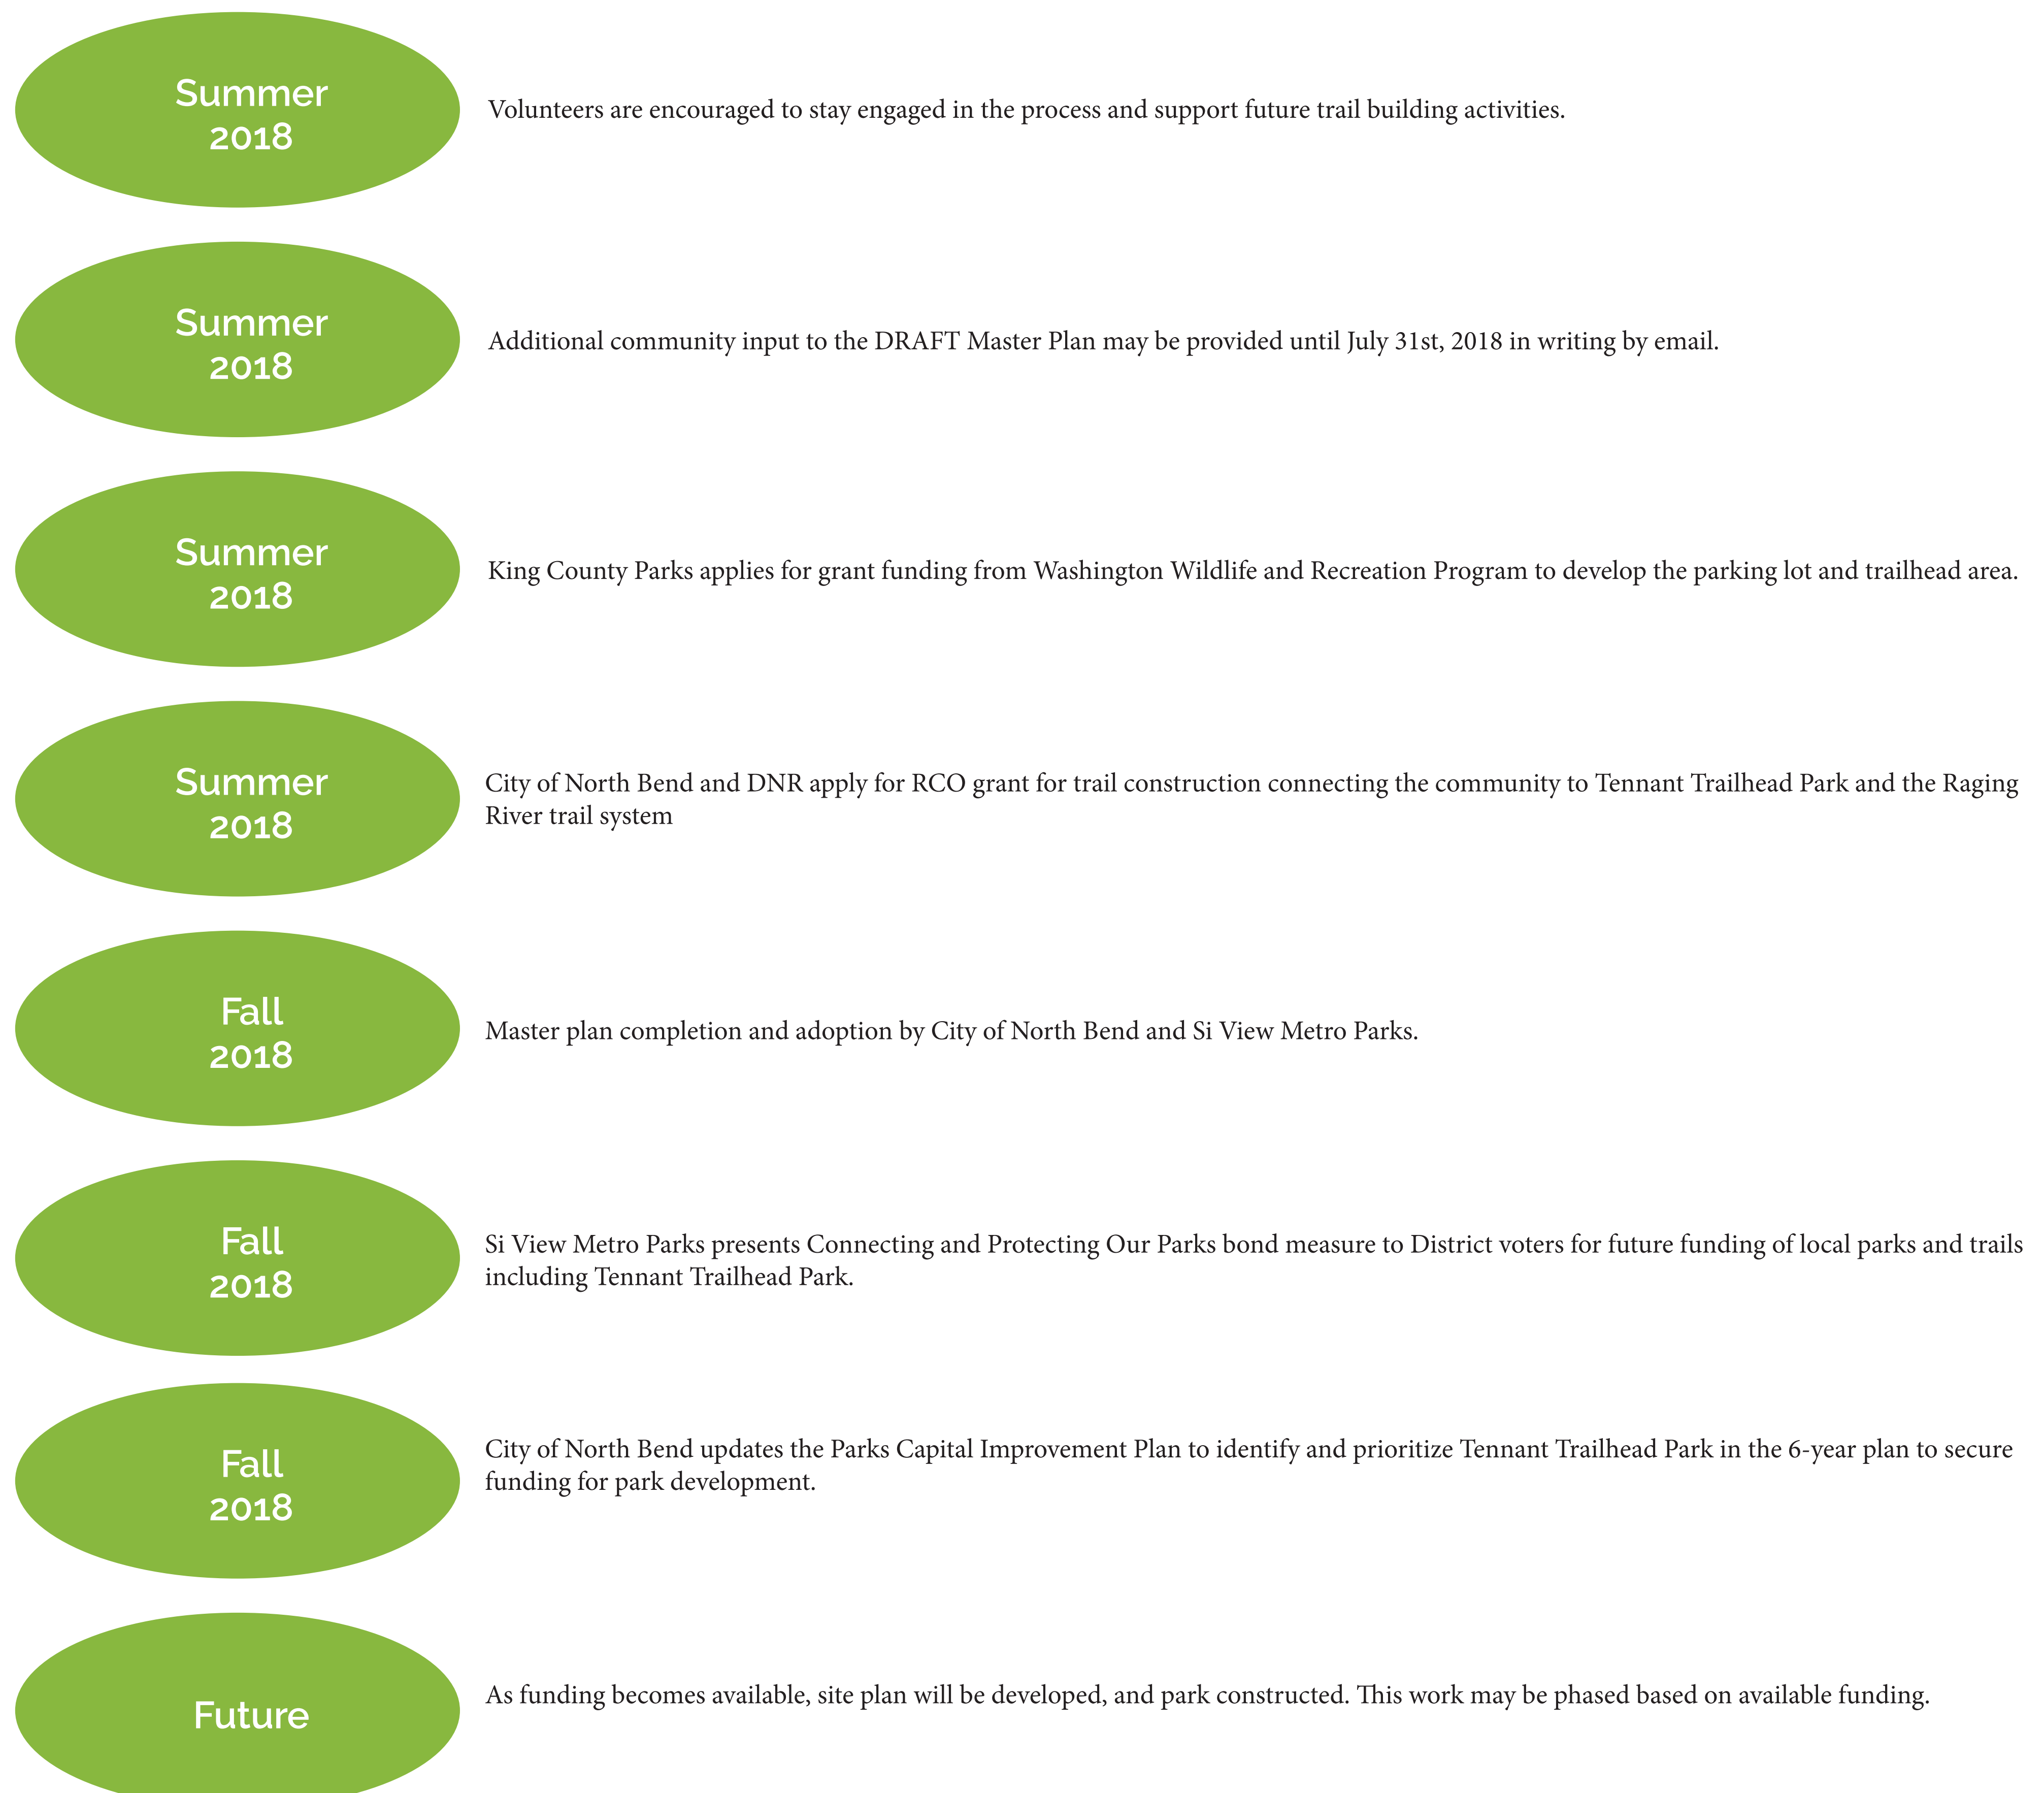 Summer
2018
Volunteers are encouraged to stay engaged in the process and support future trail building activities.
Summer
2018
Additional community input to the DRAFT Master Plan may be provided until July 31st, 2018 in writing by email.
Summer
2018
King County Parks applies for grant funding from Washington Wildlife and Recreation Program to develop the parking lot and trailhead area.
Summer
2018
City of North Bend and DNR apply for RCO grant for trail construction connecting the community to Tennant Trailhead Park and the Raging
River trail system
Fall
2018
Master plan completion and adoption by City of North Bend and Si View Metro Parks.
Fall
2018
Si View Metro Parks presents Connecting and Protecting Our Parks bond measure to District voters for future funding of local parks and trails
including Tennant Trailhead Park.
Fall
2018
City of North Bend updates the Parks Capital Improvement Plan to identify and prioritize Tennant Trailhead Park in the 6-year plan to secure
funding for park development.
Future
As funding becomes available, site plan will be developed, and park constructed. This work may be phased based on available funding.